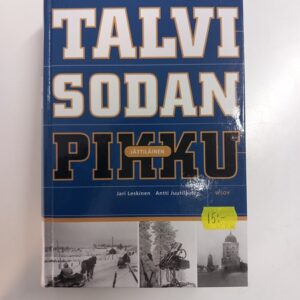 TALVI
SODAN
PIKKU
JÄTTILÄINEN
Jari Leskinen Antti Juutilainen
WSOY
15,-